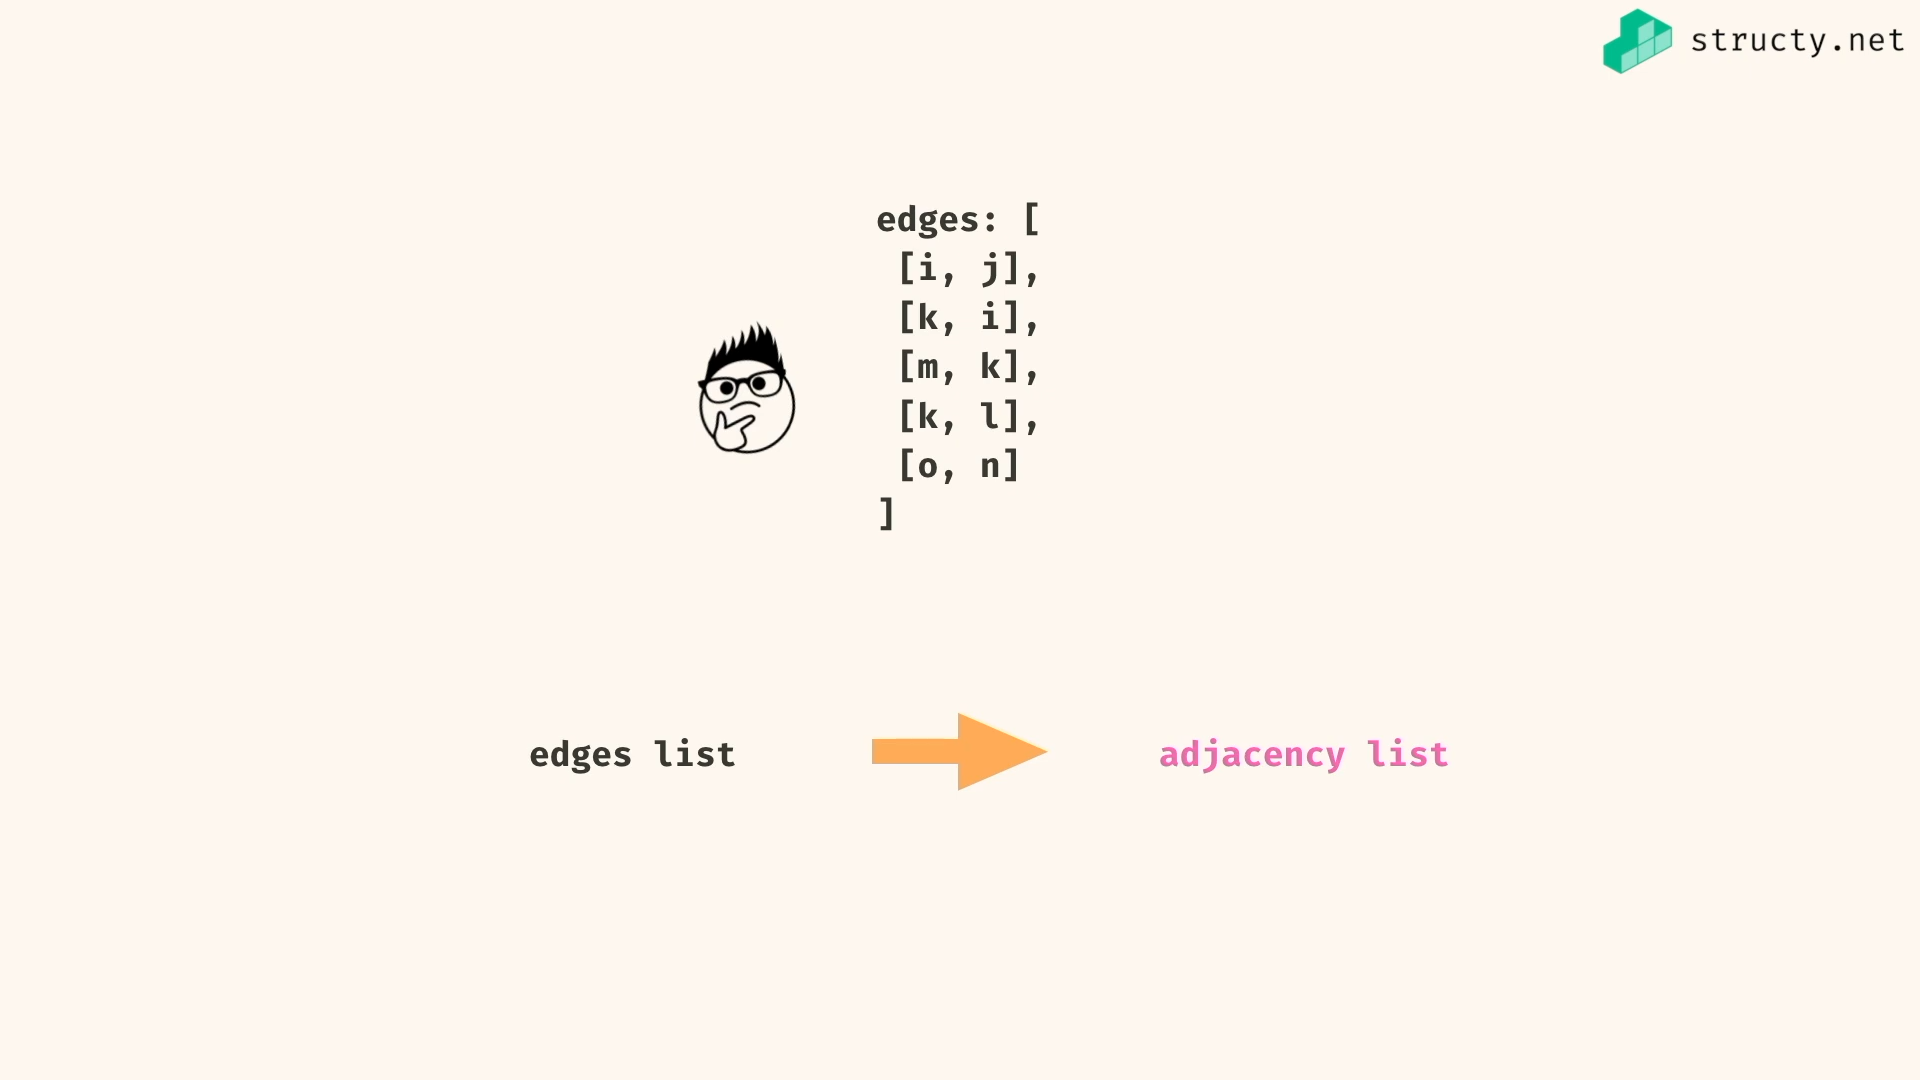 structy.net
edges: [
[i, j],
[k, i],
[m, k],
[k, l],
[o, n]
]
edges list
adjacency list